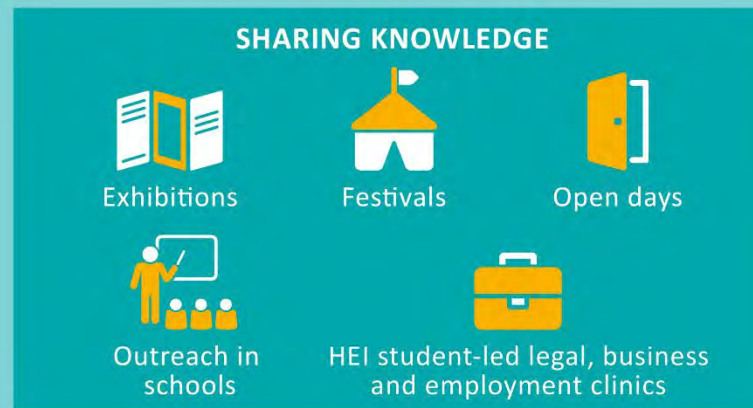 SHARING KNOWLEDGE
Exhibitions
Festivals
Open days
Outreach in
schools
HEI student-led legal, business
and employment clinics